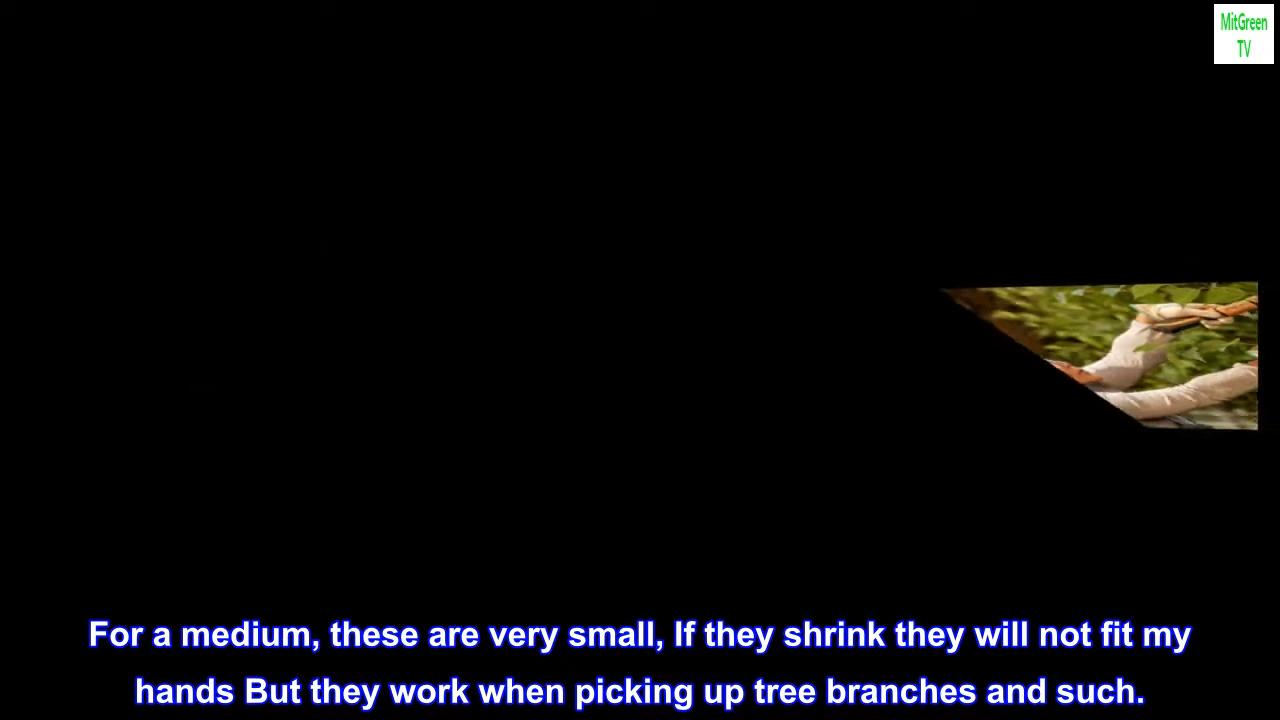 MitGreen
TV
For a medium, these are very small, If they shrink they will not fit my
hands But they work when picking up tree branches and such.